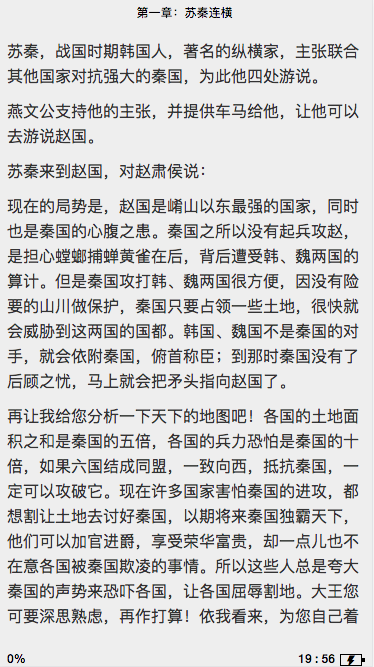 第一章：苏秦连横
苏秦，战国时期韩国人，著名的纵横家，主张联合
其他国家对抗强大的秦国，为此他四处游说。
燕文公支持他的主张，并提供车马给他，让他可以
去游说赵国。
苏秦来到赵国，对赵肃侯说：
现在的局势是，赵国是崤山以东最强的国家，同时
也是秦国的心腹之患。秦国之所以没有起兵攻赵，
是担心螳螂捕蝉黄雀在后，背后遭受韩、魏两国的
算计。但是秦国攻打韩、魏两国很方便，因没有险
要的山川做保护，秦国只要占领一些土地，很快就
会威胁到这两国的国都。韩国、魏国不是秦国的对
手，就会依附秦国，俯首称臣；到那时秦国没有了
后顾之忧，马上就会把矛头指向赵国了。
再让我给您分析一下天下的地图吧！各国的土地面
积之和是秦国的五倍，各国的兵力恐怕是秦国的十
倍，如果六国结成同盟，一致向西，抵抗秦国，一
定可以攻破它。现在许多国家害怕秦国的进攻，都
想割让土地去讨好秦国，以期将来秦国独霸天下，
他们可以加官进爵，享受荣华富贵，却一点儿也不
在意各国被秦国欺凌的事情。所以这些人总是夸大
秦国的声势来恐吓各国，让各国屈辱割地。大王您
可要深思熟虑，再作打算！依我看来，为您自己着
0%
19:56